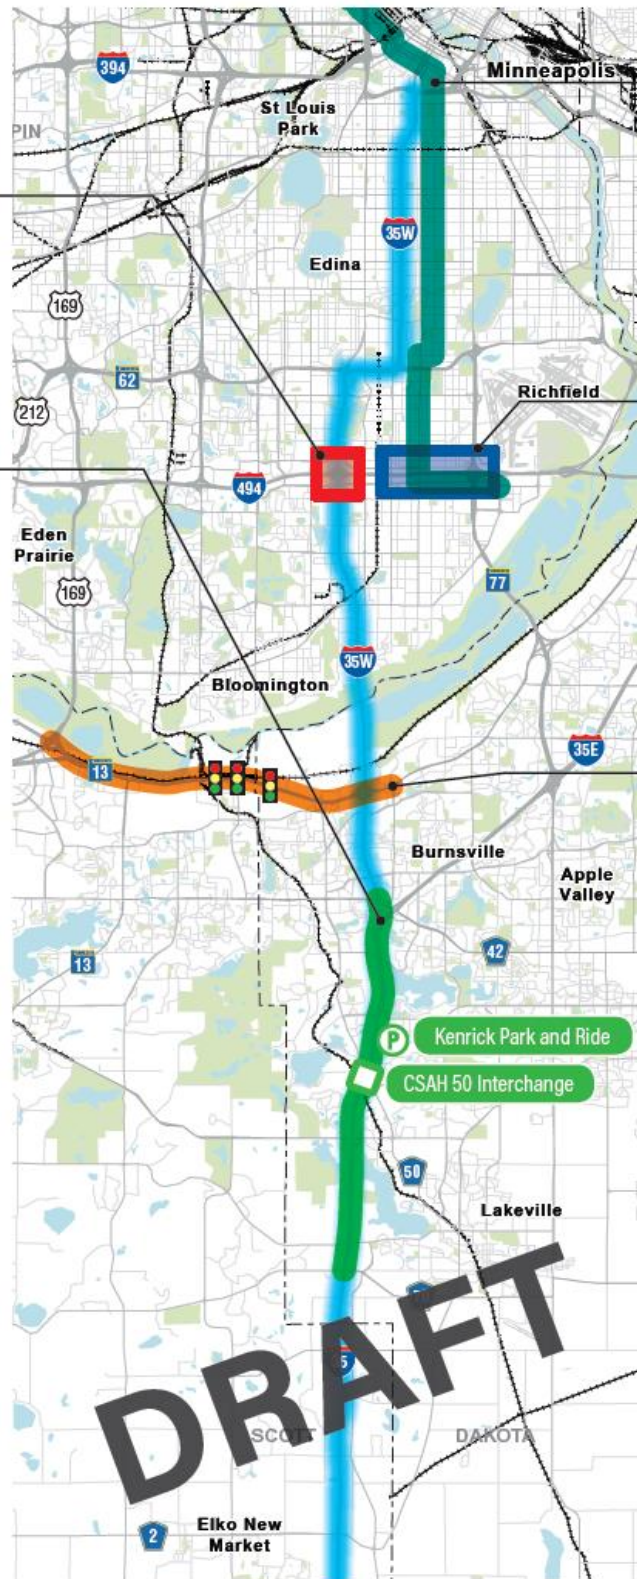 394
Minneapolis
St Louis
Park
PIN
35W
Edina
169
62
Richfield
212
494
Eden
Prairie
77
169
35W
Bloomington
35E
13
Burnsville
Apple
Valley
42
13
P
Kenrick Park and Ride
CSAH 50 Interchange
50
Lakeville
DRAFT
5
SCOTT
DAKOTA
2
Elko New
Market